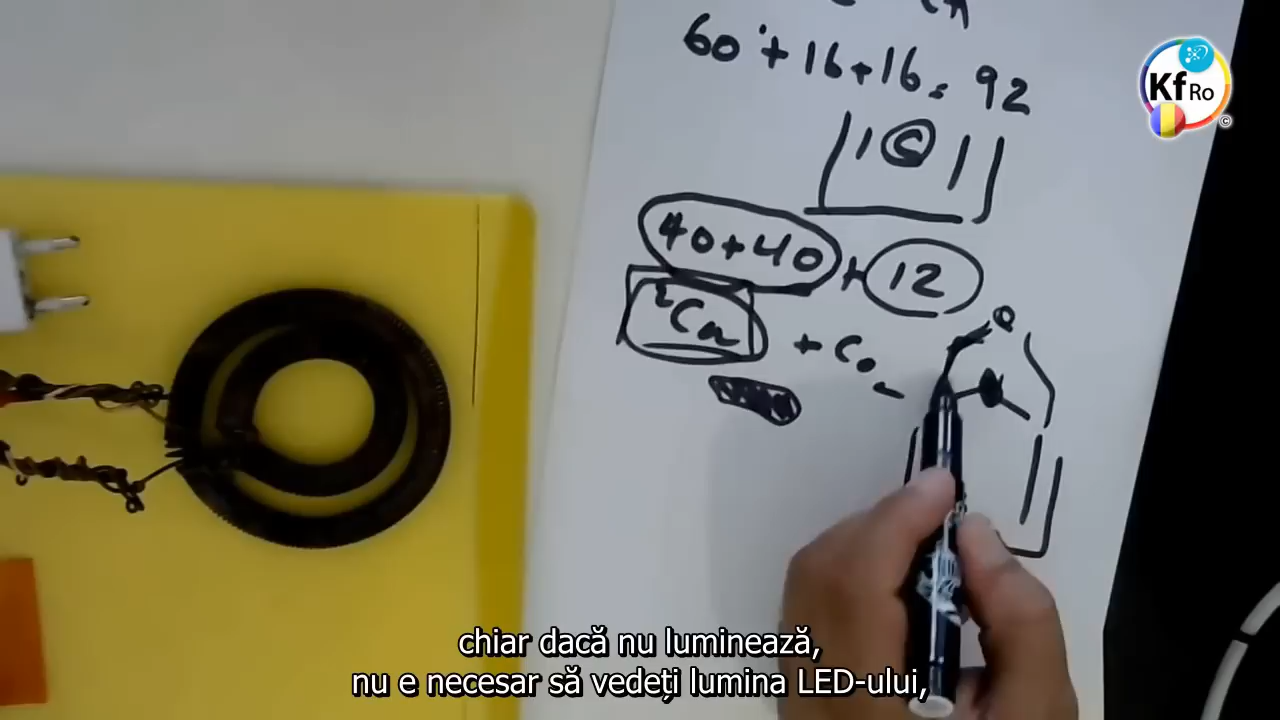 60 + 16 + 16 = 92
C
40 + 40 + 12
2Ca + Co
Kf Ro
©
chiar dacă nu luminează,
nu e necesar să vedeți lumina LED-ului,